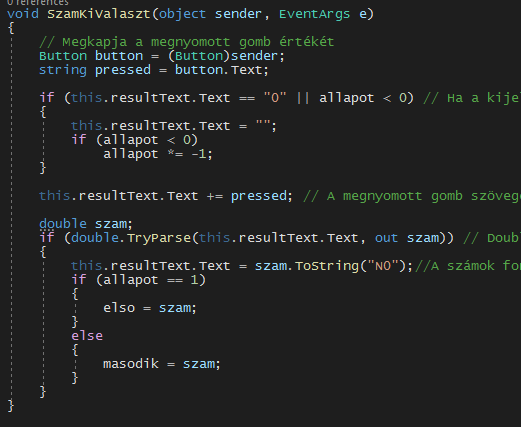 0 references
void SzamKiValaszt(object sender, EventArgs e)
{
// Megkapja a megnyomott gomb értékét
Button button = (Button)sender;
string pressed = button.Text;
if (this.resultText.Text == "0" || allapot < 0) // Ha a kijel
{
this.resultText.Text = "";
if (allapot < 0)
allapot *= -1;
}
this.resultText.Text += pressed; // A megnyomott gomb szöveg
double szam;
if (double.TryParse(this.resultText.Text, out szam)) // Doubl
{
this.resultText.Text = szam.ToString("N0");//A számok for
if (allapot == 1)
{
elso = szam;
}
else
{
masodik = szam;
}
}
}